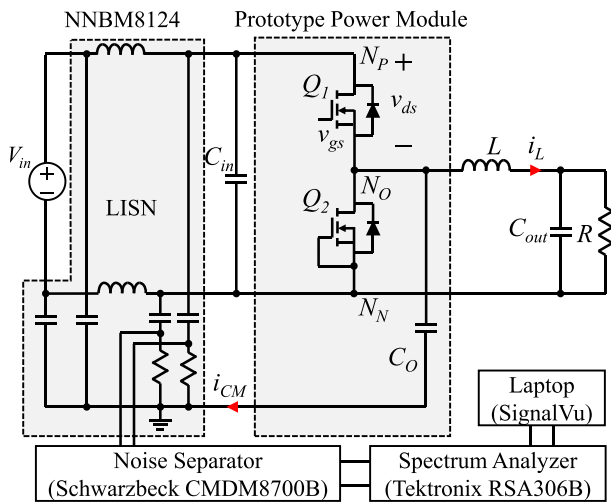 NNBM8124
Prototype Power Module
N_P
+
Q_1
v_ds
v_gs
−
V_in
+
−
LISN
C_in
L
i_L
N_O
Q_2
C_out
R
N_N
C_O
i_CM
Laptop
(SignalVu)
Noise Separator
(Schwarzbeck CMDM8700B)
Spectrum Analyzer
(Tektronix RSA306B)